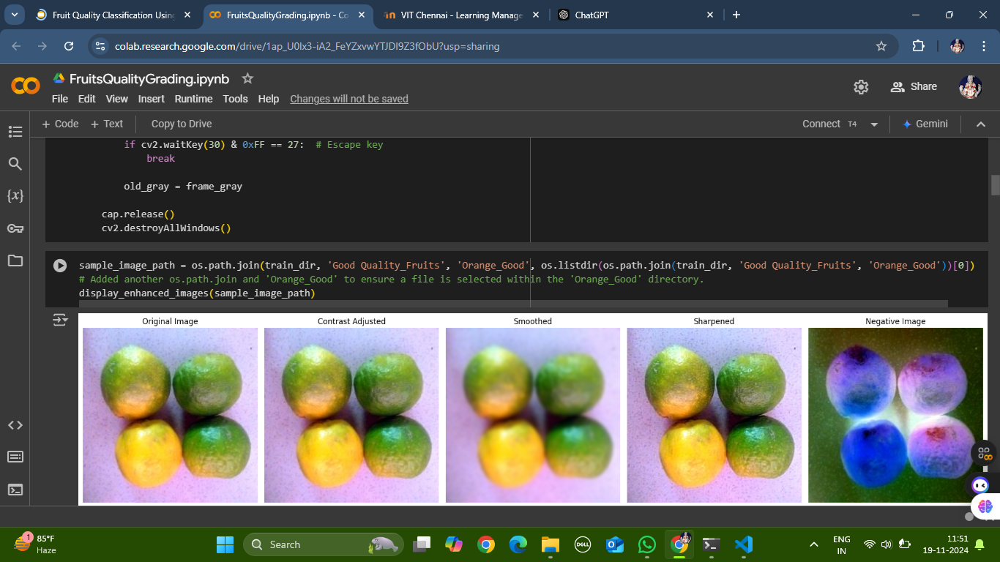 Fruit Quality Classification Using
FruitsQualityGrading.ipynb - Co
VIT Chennai - Learning Manage
ChatGPT
colab.research.google.com/drive/1ap_U0lx3-iA2_FeYZxvwYTJDI9Z3fObU?usp=sharing
FruitsQualityGrading.ipynb
File Edit View Insert Runtime Tools Help Changes will not be saved
Share
+ Code + Text Copy to Drive
Connect T4
Gemini
if cv2.waitKey(30) & 0xFF == 27:  # Escape key
break
old_gray = frame_gray
cap.release()
cv2.destroyAllWindows()
sample_image_path = os.path.join(train_dir, 'Good Quality_Fruits', 'Orange_Good', os.listdir(os.path.join(train_dir, 'Good Quality_Fruits', 'Orange_Good'))[0])
# Added another os.path.join and 'Orange_Good' to ensure a file is selected within the 'Orange_Good' directory.
display_enhanced_images(sample_image_path)
Original Image
Contrast Adjusted
Smoothed
Sharpened
Negative Image
1
85°F
Haze
Search
DELL
ENG
IN
11:51
19-11-2024